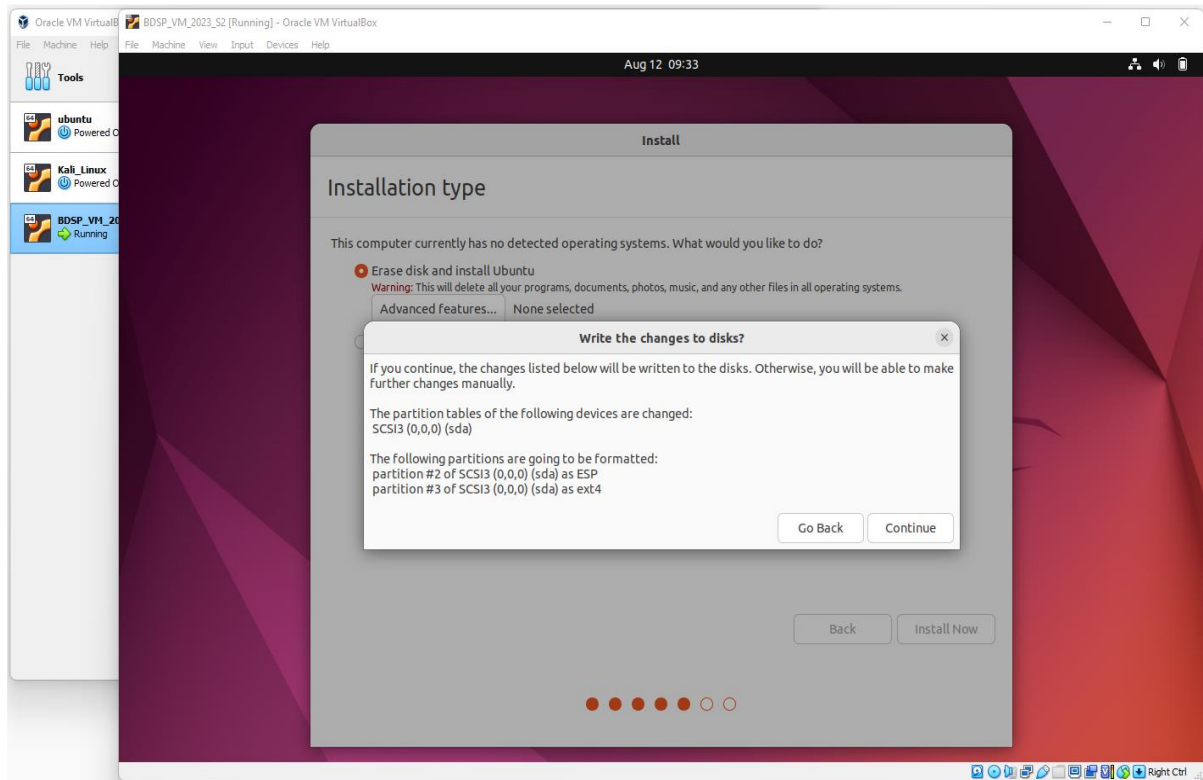 Oracle VM VirtualB
File Machine Help
Tools
64
ubuntu
Powered O
64
Kali_Linux
Powered O
64
BDSP_VM_20
Running
BDSP_VM_2023_S2 [Running] - Oracle VM VirtualBox
File Machine View Input Devices Help
Aug 12 09:33
Install
Installation type
This computer currently has no detected operating systems. What would you like to do?
Erase disk and install Ubuntu
Warning: This will delete all your programs, documents, photos, music, and any other files in all operating systems.
Advanced features... None selected
Write the changes to disks?
If you continue, the changes listed below will be written to the disks. Otherwise, you will be able to make
further changes manually.
The partition tables of the following devices are changed:
SCSI3 (0,0,0) (sda)
The following partitions are going to be formatted:
partition #2 of SCSI3 (0,0,0) (sda) as ESP
partition #3 of SCSI3 (0,0,0) (sda) as ext4
Go Back Continue
Back Install Now
Right Ctrl